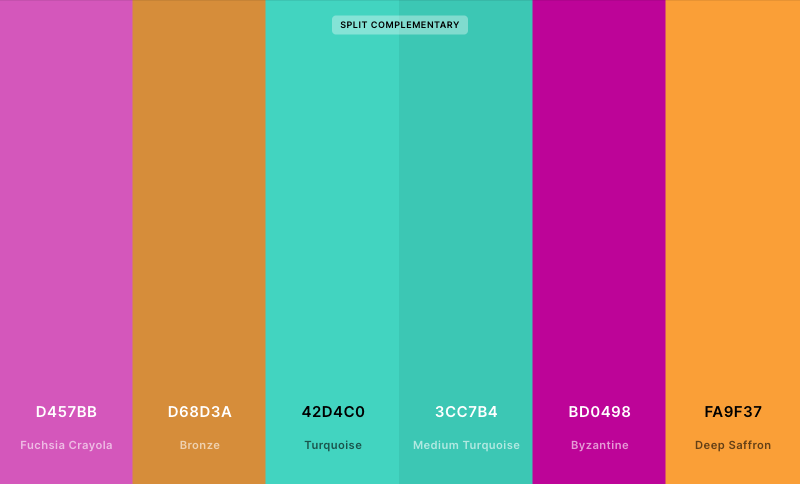 SPLIT COMPLEMENTARY
D457BB
D68D3A
42D4C0
3CC7B4
BD0498
FA9F37
Fuchsia Crayola
Bronze
Turquoise
Medium Turquoise
Byzantine
Deep Saffron